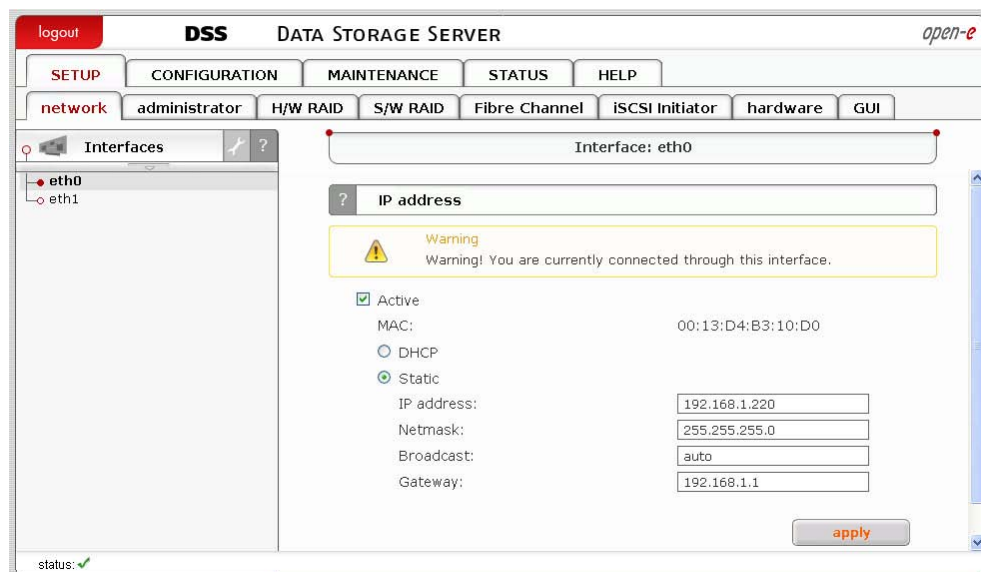 logout
DSS DATA STORAGE SERVER
open-e
SETUP CONFIGURATION MAINTENANCE STATUS HELP
network administrator H/W RAID S/W RAID Fibre Channel iSCSI Initiator hardware GUI
Interfaces ?
eth0
eth1
Interface: eth0
? IP address
Warning
Warning! You are currently connected through this interface.
Active
MAC: 00:13:D4:B3:10:D0
DHCP
Static
IP address: 192.168.1.220
Netmask: 255.255.255.0
Broadcast: auto
Gateway: 192.168.1.1
apply
status: